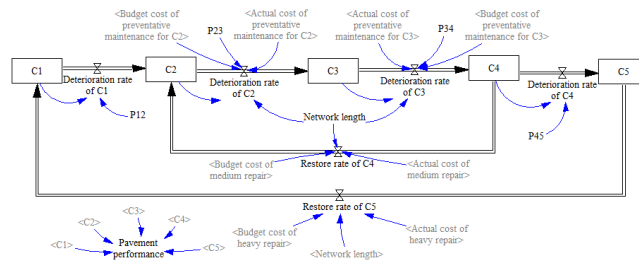 <Budget cost of
preventative
maintenance for C2>
P23
<Actual cost of
preventative
maintenance for C2>
<Actual cost of
preventative
maintenance for C3>
P34
<Budget cost of
preventative
maintenance for C3>
C1
C2
C3
C4
C5
Deterioration rate
of C1
Deterioration rate
of C2
Deterioration rate
of C3
Deterioration rate
of C4
P12
Network length
P45
<Budget cost of
medium repair>
Restore rate of C4
<Actual cost of
medium repair>
Restore rate of C5
<Budget cost of
heavy repair>
<Network length>
<Actual cost of
heavy repair>
<C1>
<C2>
<C3>
<C4>
<C5>
Pavement
performance